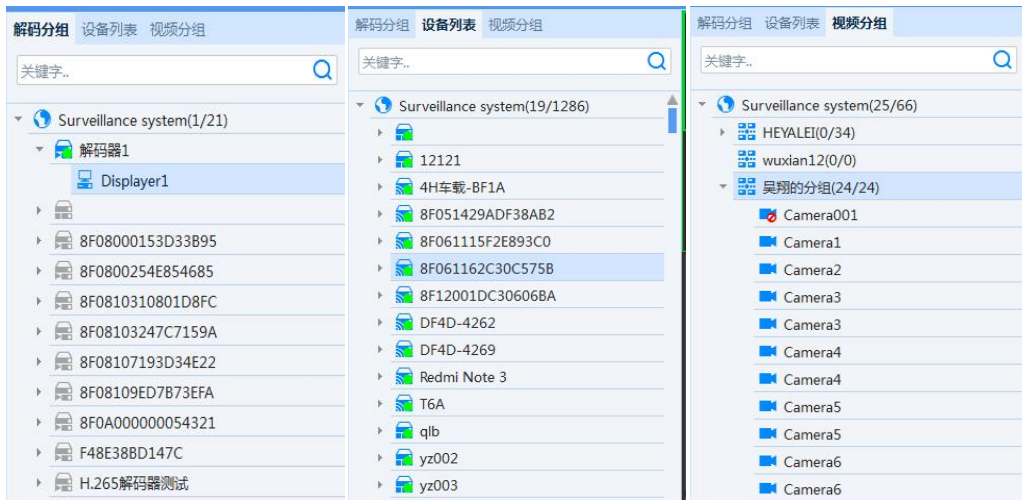 解码分组 设备列表 视频分组
关键字..
Surveillance system(1/21)
解码器1
Displayer1
8F08000153D33B95
8F0800254E854685
8F0810310801D8FC
8F08103247C7159A
8F08107193D34E22
8F08109ED7B73EFA
8F0A000000054321
F48E38BD147C
H.265解码器测试
解码分组 设备列表 视频分组
关键字..
Surveillance system(19/1286)
12121
4H车载-BF1A
8F051429ADF38AB2
8F061115F2E893C0
8F061162C30C575B
8F12001DC30606BA
DF4D-4262
DF4D-4269
Redmi Note 3
T6A
qlb
yz002
yz003
解码分组 设备列表 视频分组
关键字..
Surveillance system(25/66)
HEYALEI(0/34)
wuxian12(0/0)
吴翔的分组(24/24)
Camera001
Camera1
Camera2
Camera3
Camera3
Camera4
Camera4
Camera5
Camera5
Camera6
Camera6